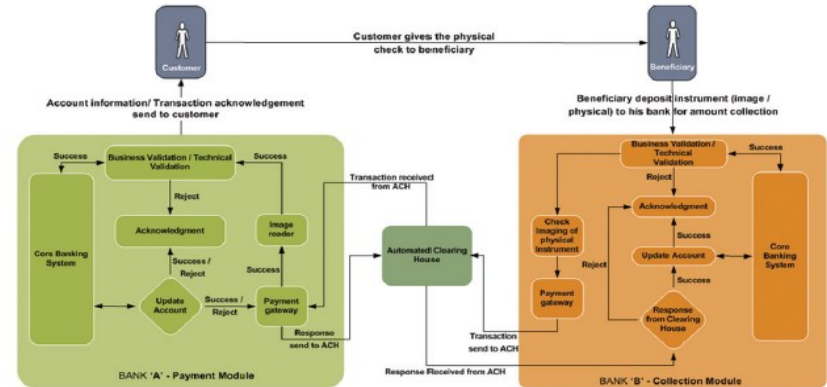 Customer gives the physical
check to beneficiary
Customer
Beneficiary
Account information/ Transaction acknowledgement
send to customer
Beneficiary deposit instrument (image /
physical) to his bank for amount collection
Success
Business Validation / Technical
Validation
Success
Reject
Core Banking
System
Acknowledgment
Image
reader
Success /
Reject
Success
Update
Account
Success /
Reject
Payment
gateway
Response
send to ACH
BANK 'A' - Payment Module
Transaction received
from ACH
Automated Clearing
House
Transaction
send to ACH
Response Received from ACH
Business Validation /
Technical
Validation
Success
Reject
Check
Imaging of
physical
Instrument
Acknowledgment
Success
Reject
Update Account
Core
Banking
System
Success
Payment
gateway
Response
from Clearing
House
BANK 'B' - Collection Module